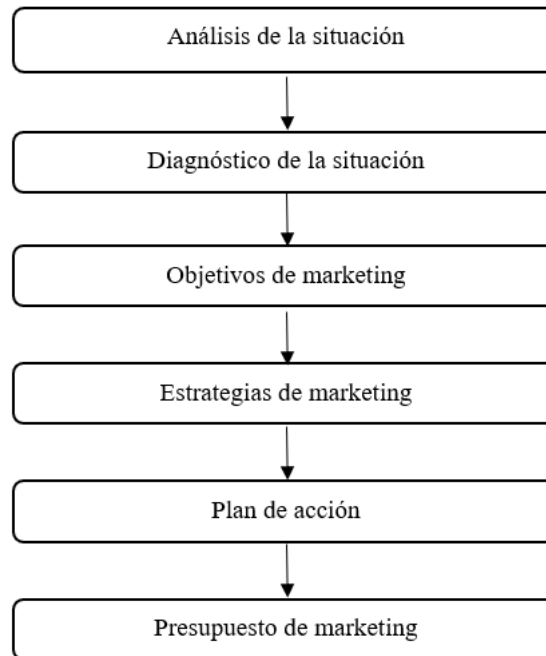 Análisis de la situación
Diagnóstico de la situación
Objetivos de marketing
Estrategias de marketing
Plan de acción
Presupuesto de marketing